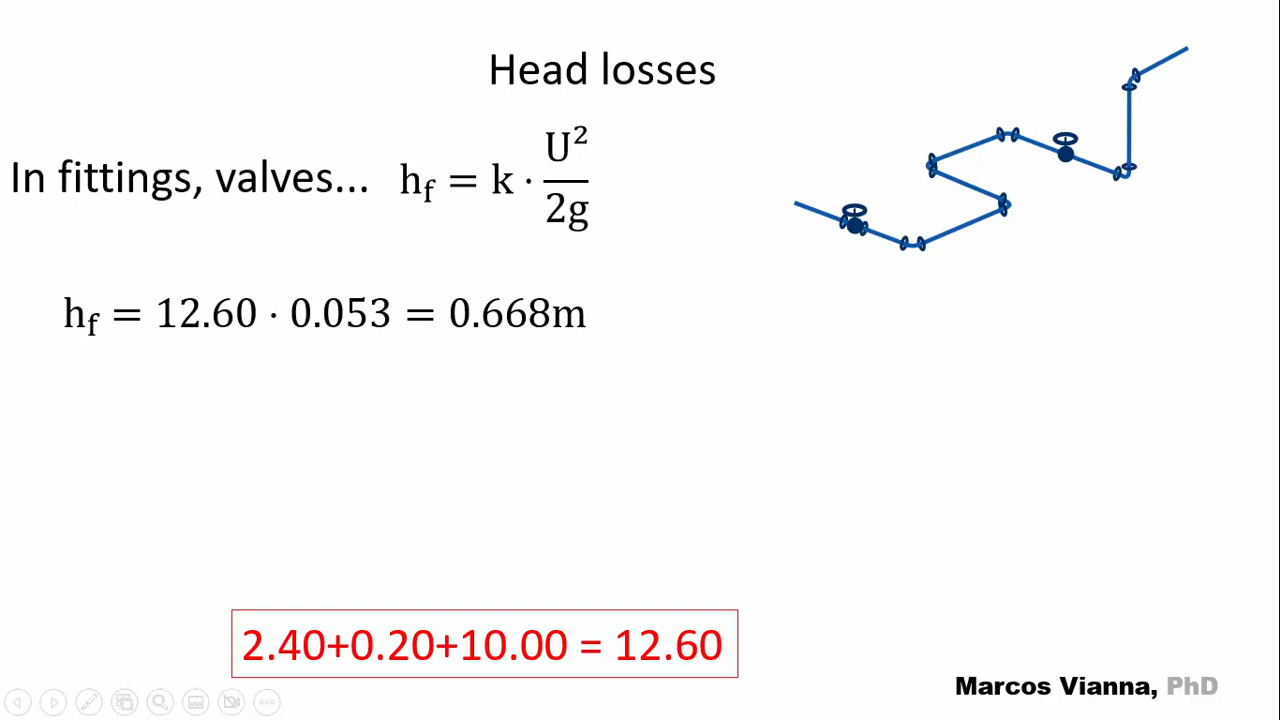 Head losses
In fittings, valves... h_f = k · U²/2g
h_f = 12.60 · 0.053 = 0.668m
2.40+0.20+10.00 = 12.60
Marcos Vianna, PhD